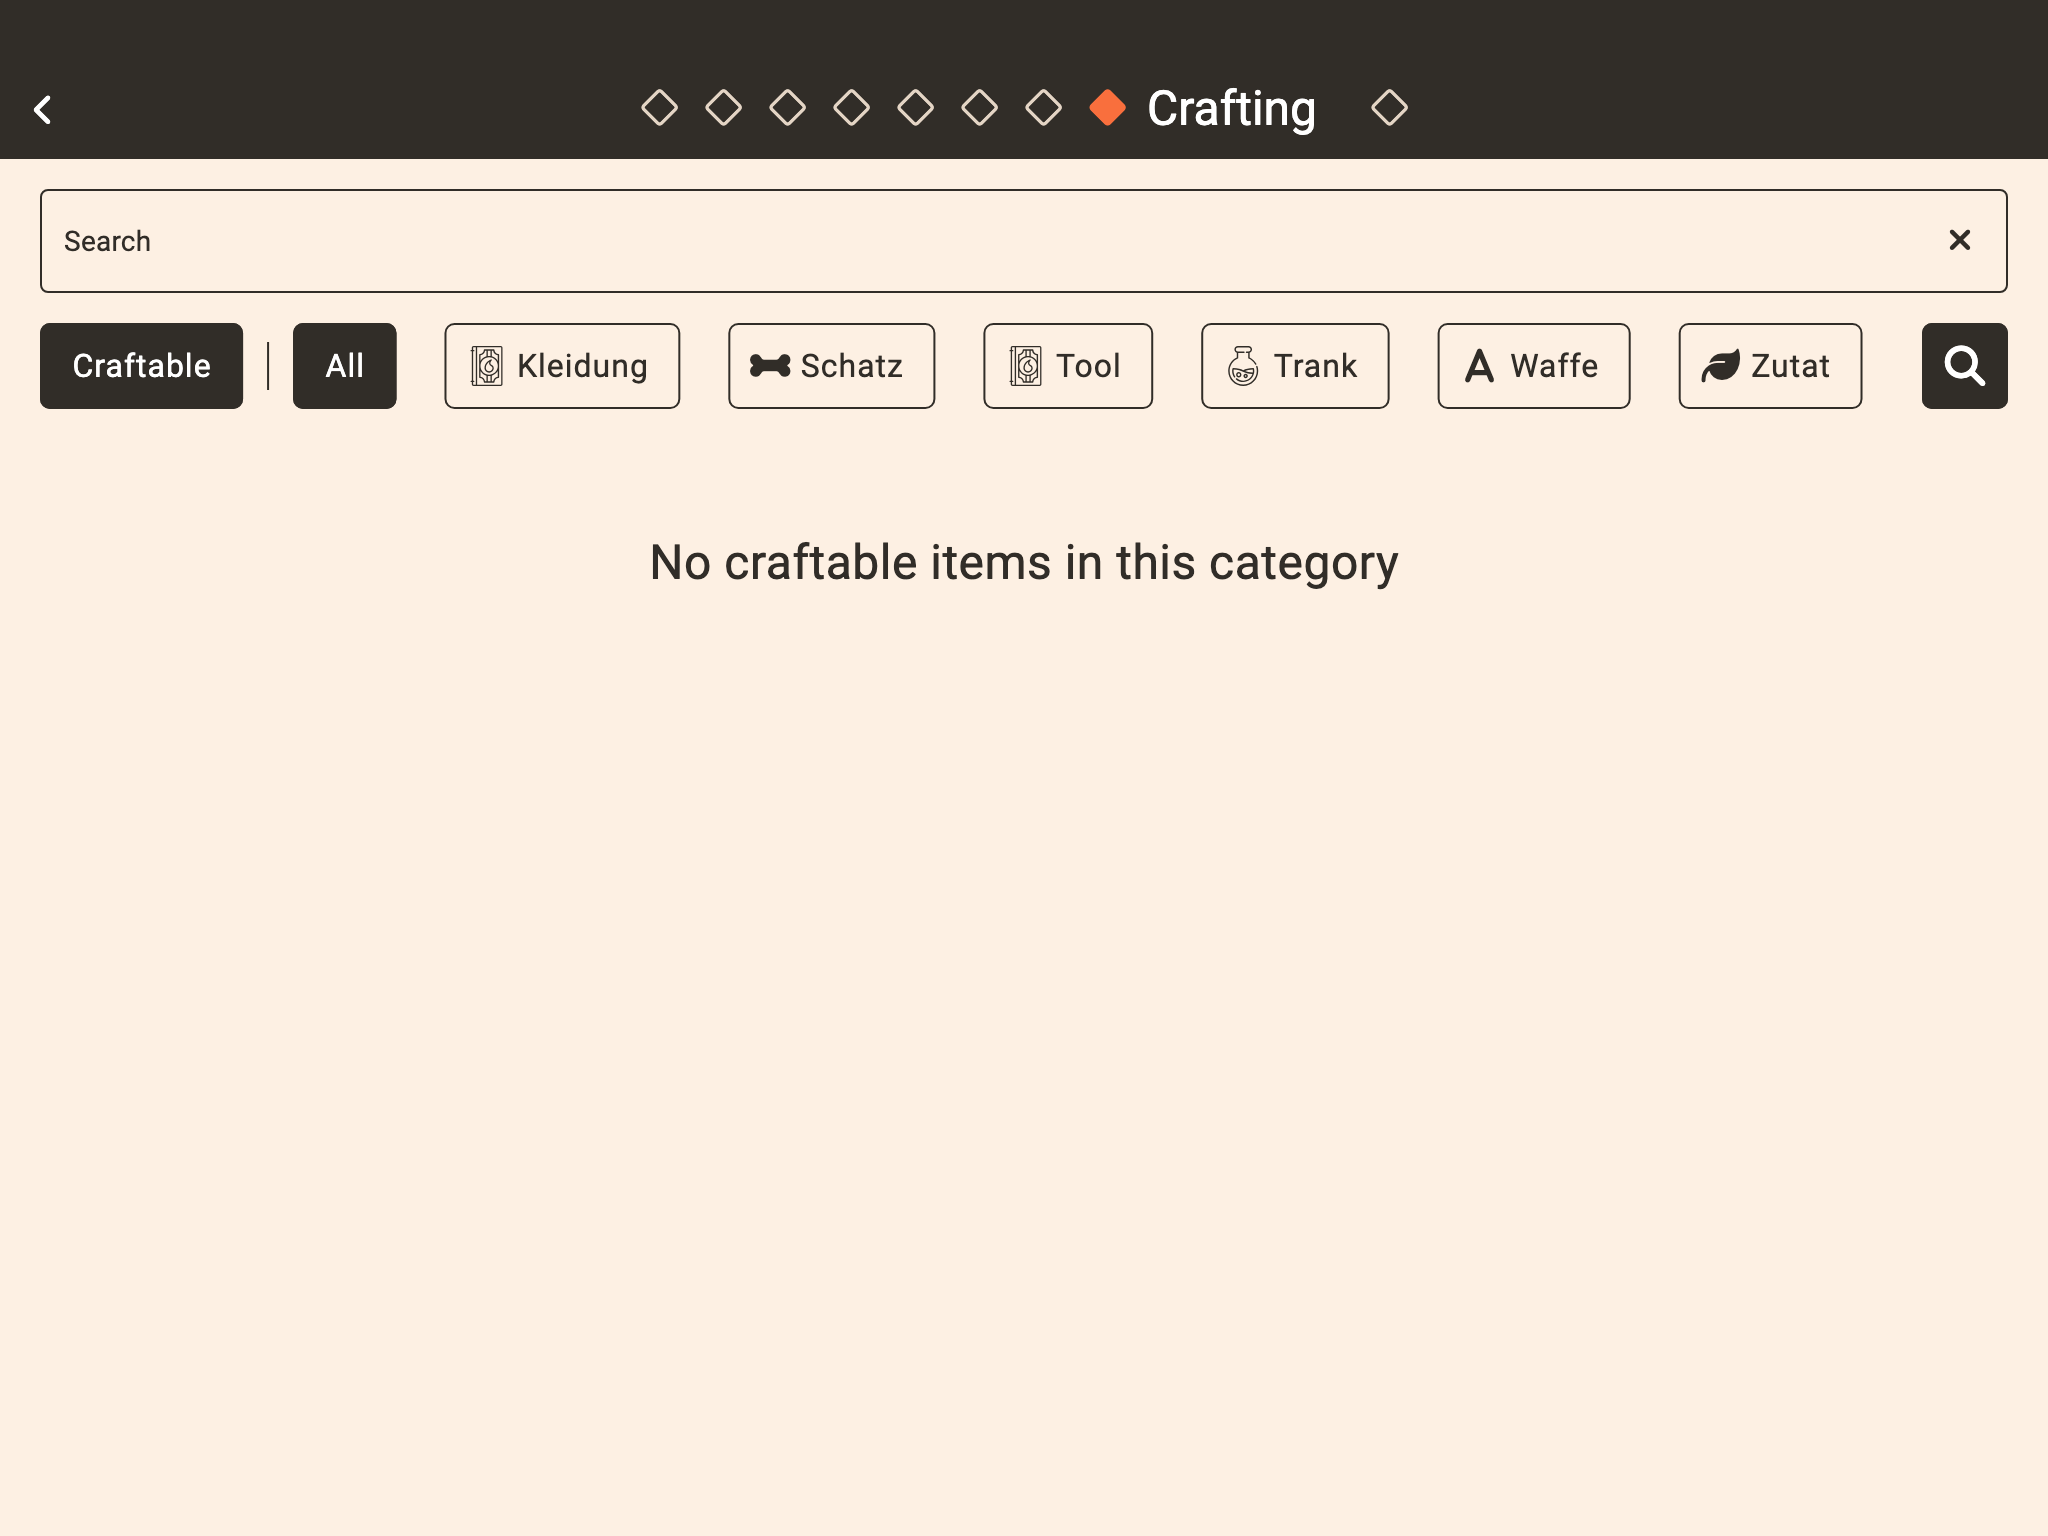 Crafting
Search
Craftable All Kleidung Schatz Tool Trank Waffe Zutat
No craftable items in this category